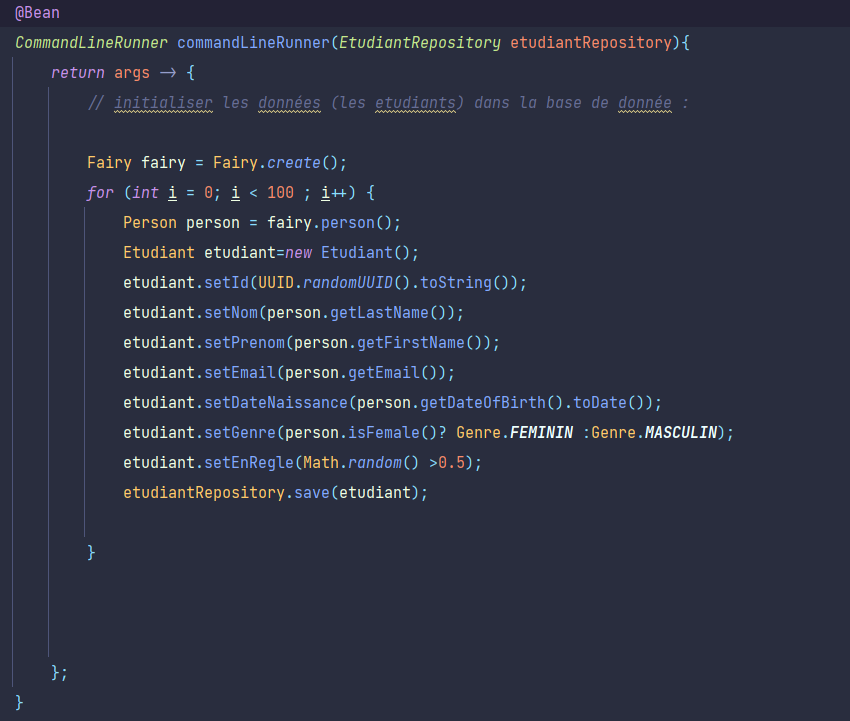 @Bean
CommandLineRunner commandLineRunner(EtudiantRepository etudiantRepository){
return args -> {
// initialiser les données (les etudiants) dans la base de donnée :
Fairy fairy = Fairy.create();
for (int i = 0; i < 100 ; i++) {
Person person = fairy.person();
Etudiant etudiant=new Etudiant();
etudiant.setId(UUID.randomUUID().toString());
etudiant.setNom(person.getLastName());
etudiant.setPrenom(person.getFirstName());
etudiant.setEmail(person.getEmail());
etudiant.setDateNaissance(person.getDateOfBirth().toDate());
etudiant.setGenre(person.isFemale()? Genre.FEMININ :Genre.MASCULIN);
etudiant.setEnRegle(Math.random() >0.5);
etudiantRepository.save(etudiant);
}
};
}